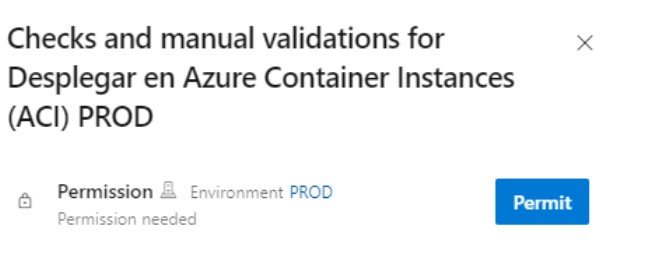 Checks and manual validations for
Desplegar en Azure Container Instances
(ACI) PROD
Permission Environment PROD
Permission needed
Permit